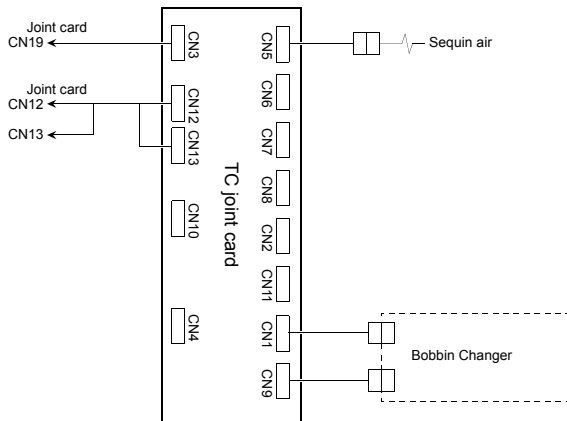 Joint card
CN19
CN3
CN5
Sequin air
Joint card
CN12
CN13
CN12
CN13
CN6
CN7
CN8
CN10
TC joint card
CN2
CN11
CN4
CN1
CN9
Bobbin Changer